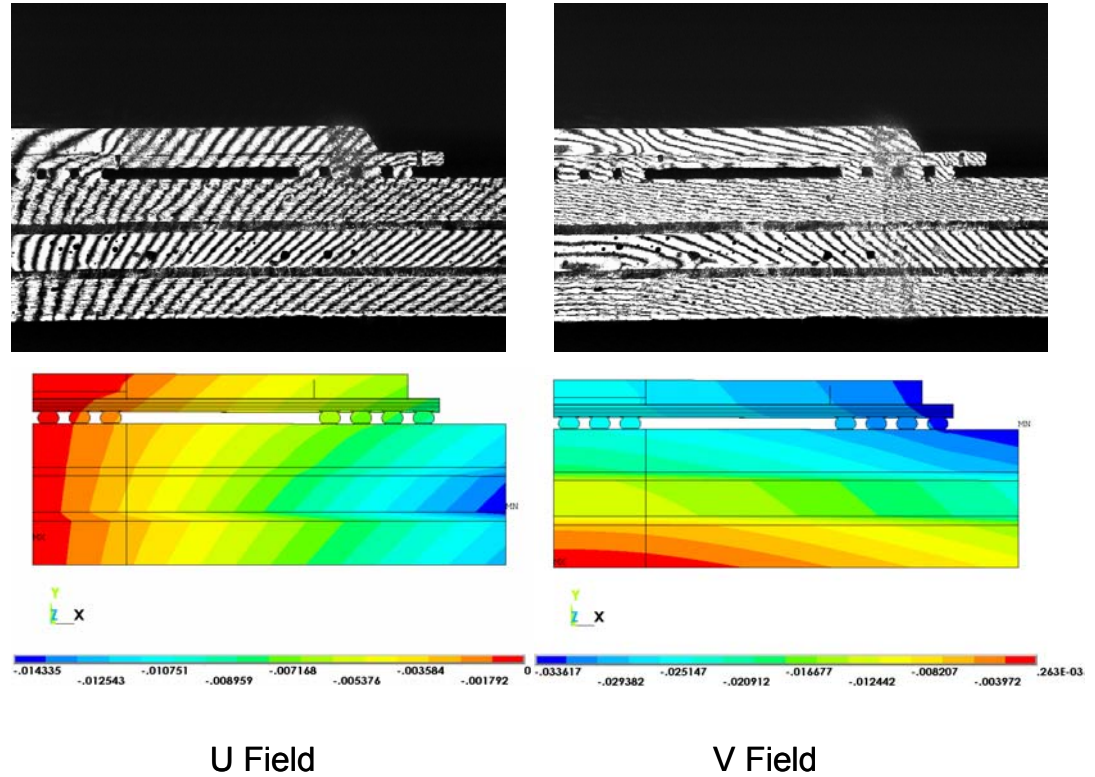 MX
MN
MX
MN
Y
Z X
Y
Z X
-.014335 -.010751 -.007168 -.003584 0
-.012543 -.008959 -.005376 -.001792
-.033617 -.025147 -.016677 -.008207 .263E-03
-.029382 -.020912 -.012442 -.003972
U Field
V Field